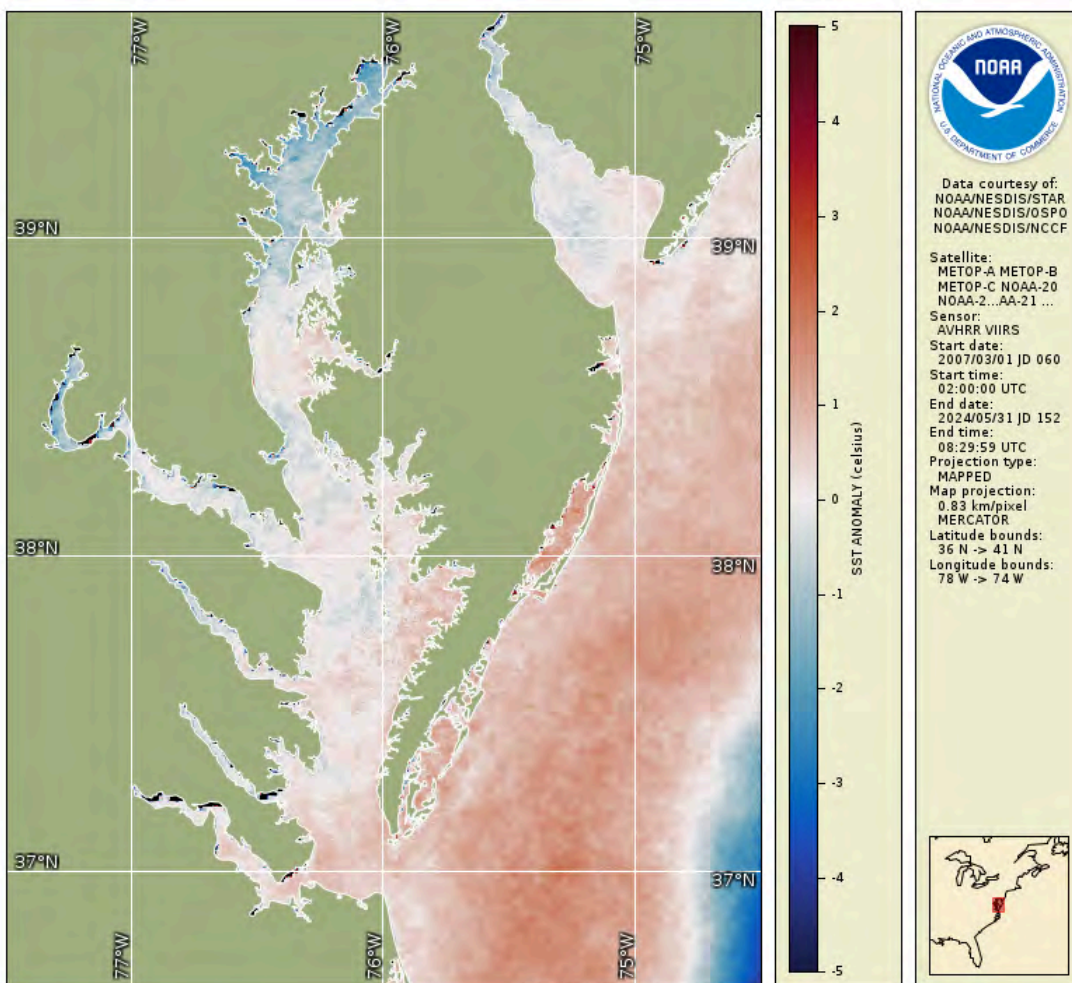 77°W
76°W
75°W
39°N
39°N
38°N
38°N
37°N
37°N
77°W
76°W
75°W
5
4
3
2
1
0
-1
-2
-3
-4
-5
SST ANOMALY (celsius)
NATIONAL OCEANIC AND ATMOSPHERIC ADMINISTRATION
NOAA
U.S. DEPARTMENT OF COMMERCE
Data courtesy of:
NOAA/NESDIS/STAR
NOAA/NESDIS/OSPO
NOAA/NESDIS/NCCF
Satellite:
METOP-A METOP-B
METOP-C NOAA-20
NOAA-2...AA-21 ...
Sensor:
AVHRR VIIRS
Start date:
2007/03/01 JD 060
Start time:
02:00:00 UTC
End date:
2024/05/31 JD 152
End time:
08:29:59 UTC
Projection type:
MAPPED
Map projection:
0.83 km/pixel
MERCATOR
Latitude bounds:
36 N -> 41 N
Longitude bounds:
78 W -> 74 W